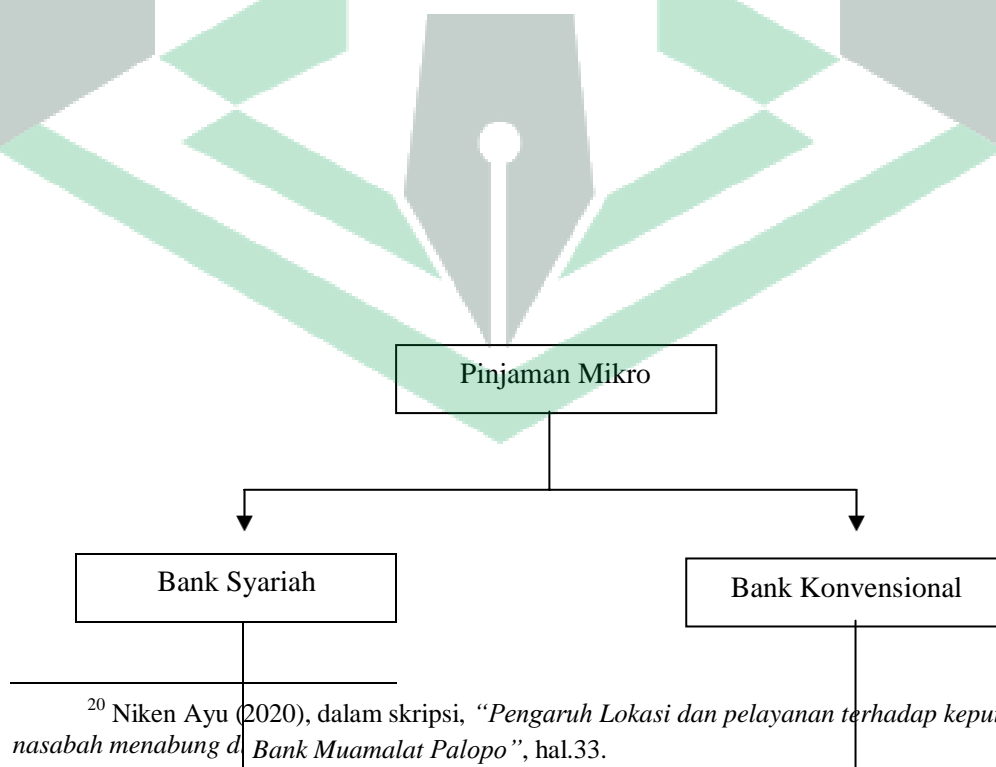 Pinjaman Mikro
Bank Syariah
Bank Konvensional
20 Niken Ayu (2020), dalam skripsi, “Pengaruh Lokasi dan pelayanan terhadap
nasabah menabung Bank Muamalat Palopo”, hal.33.